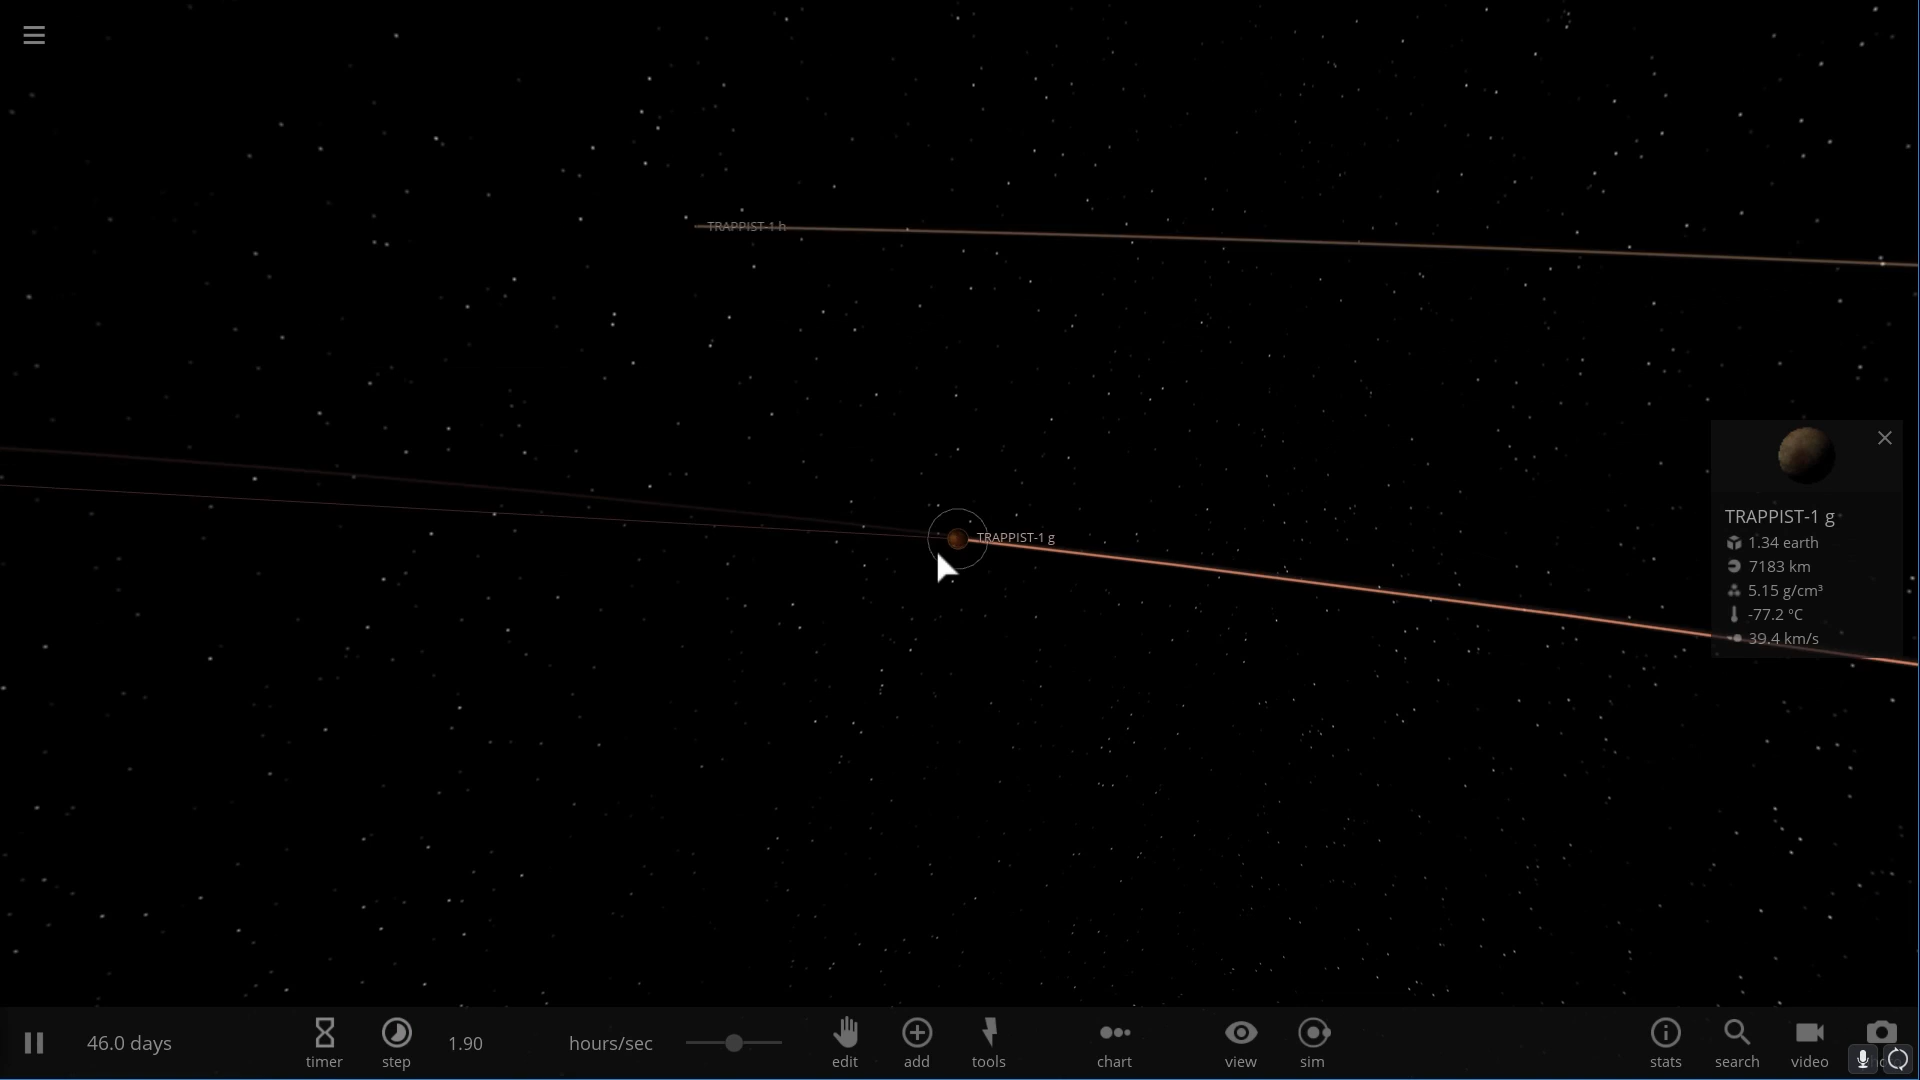 TRAPPIST-1 h
TRAPPIST-1 g
TRAPPIST-1 g
1.34 earth
7183 km
5.15 g/cm³
-77.2 °C
39.4 km/s
46.0 days
timer
step
1.90
hours/sec
edit
add
tools
chart
view
sim
stats
search
video